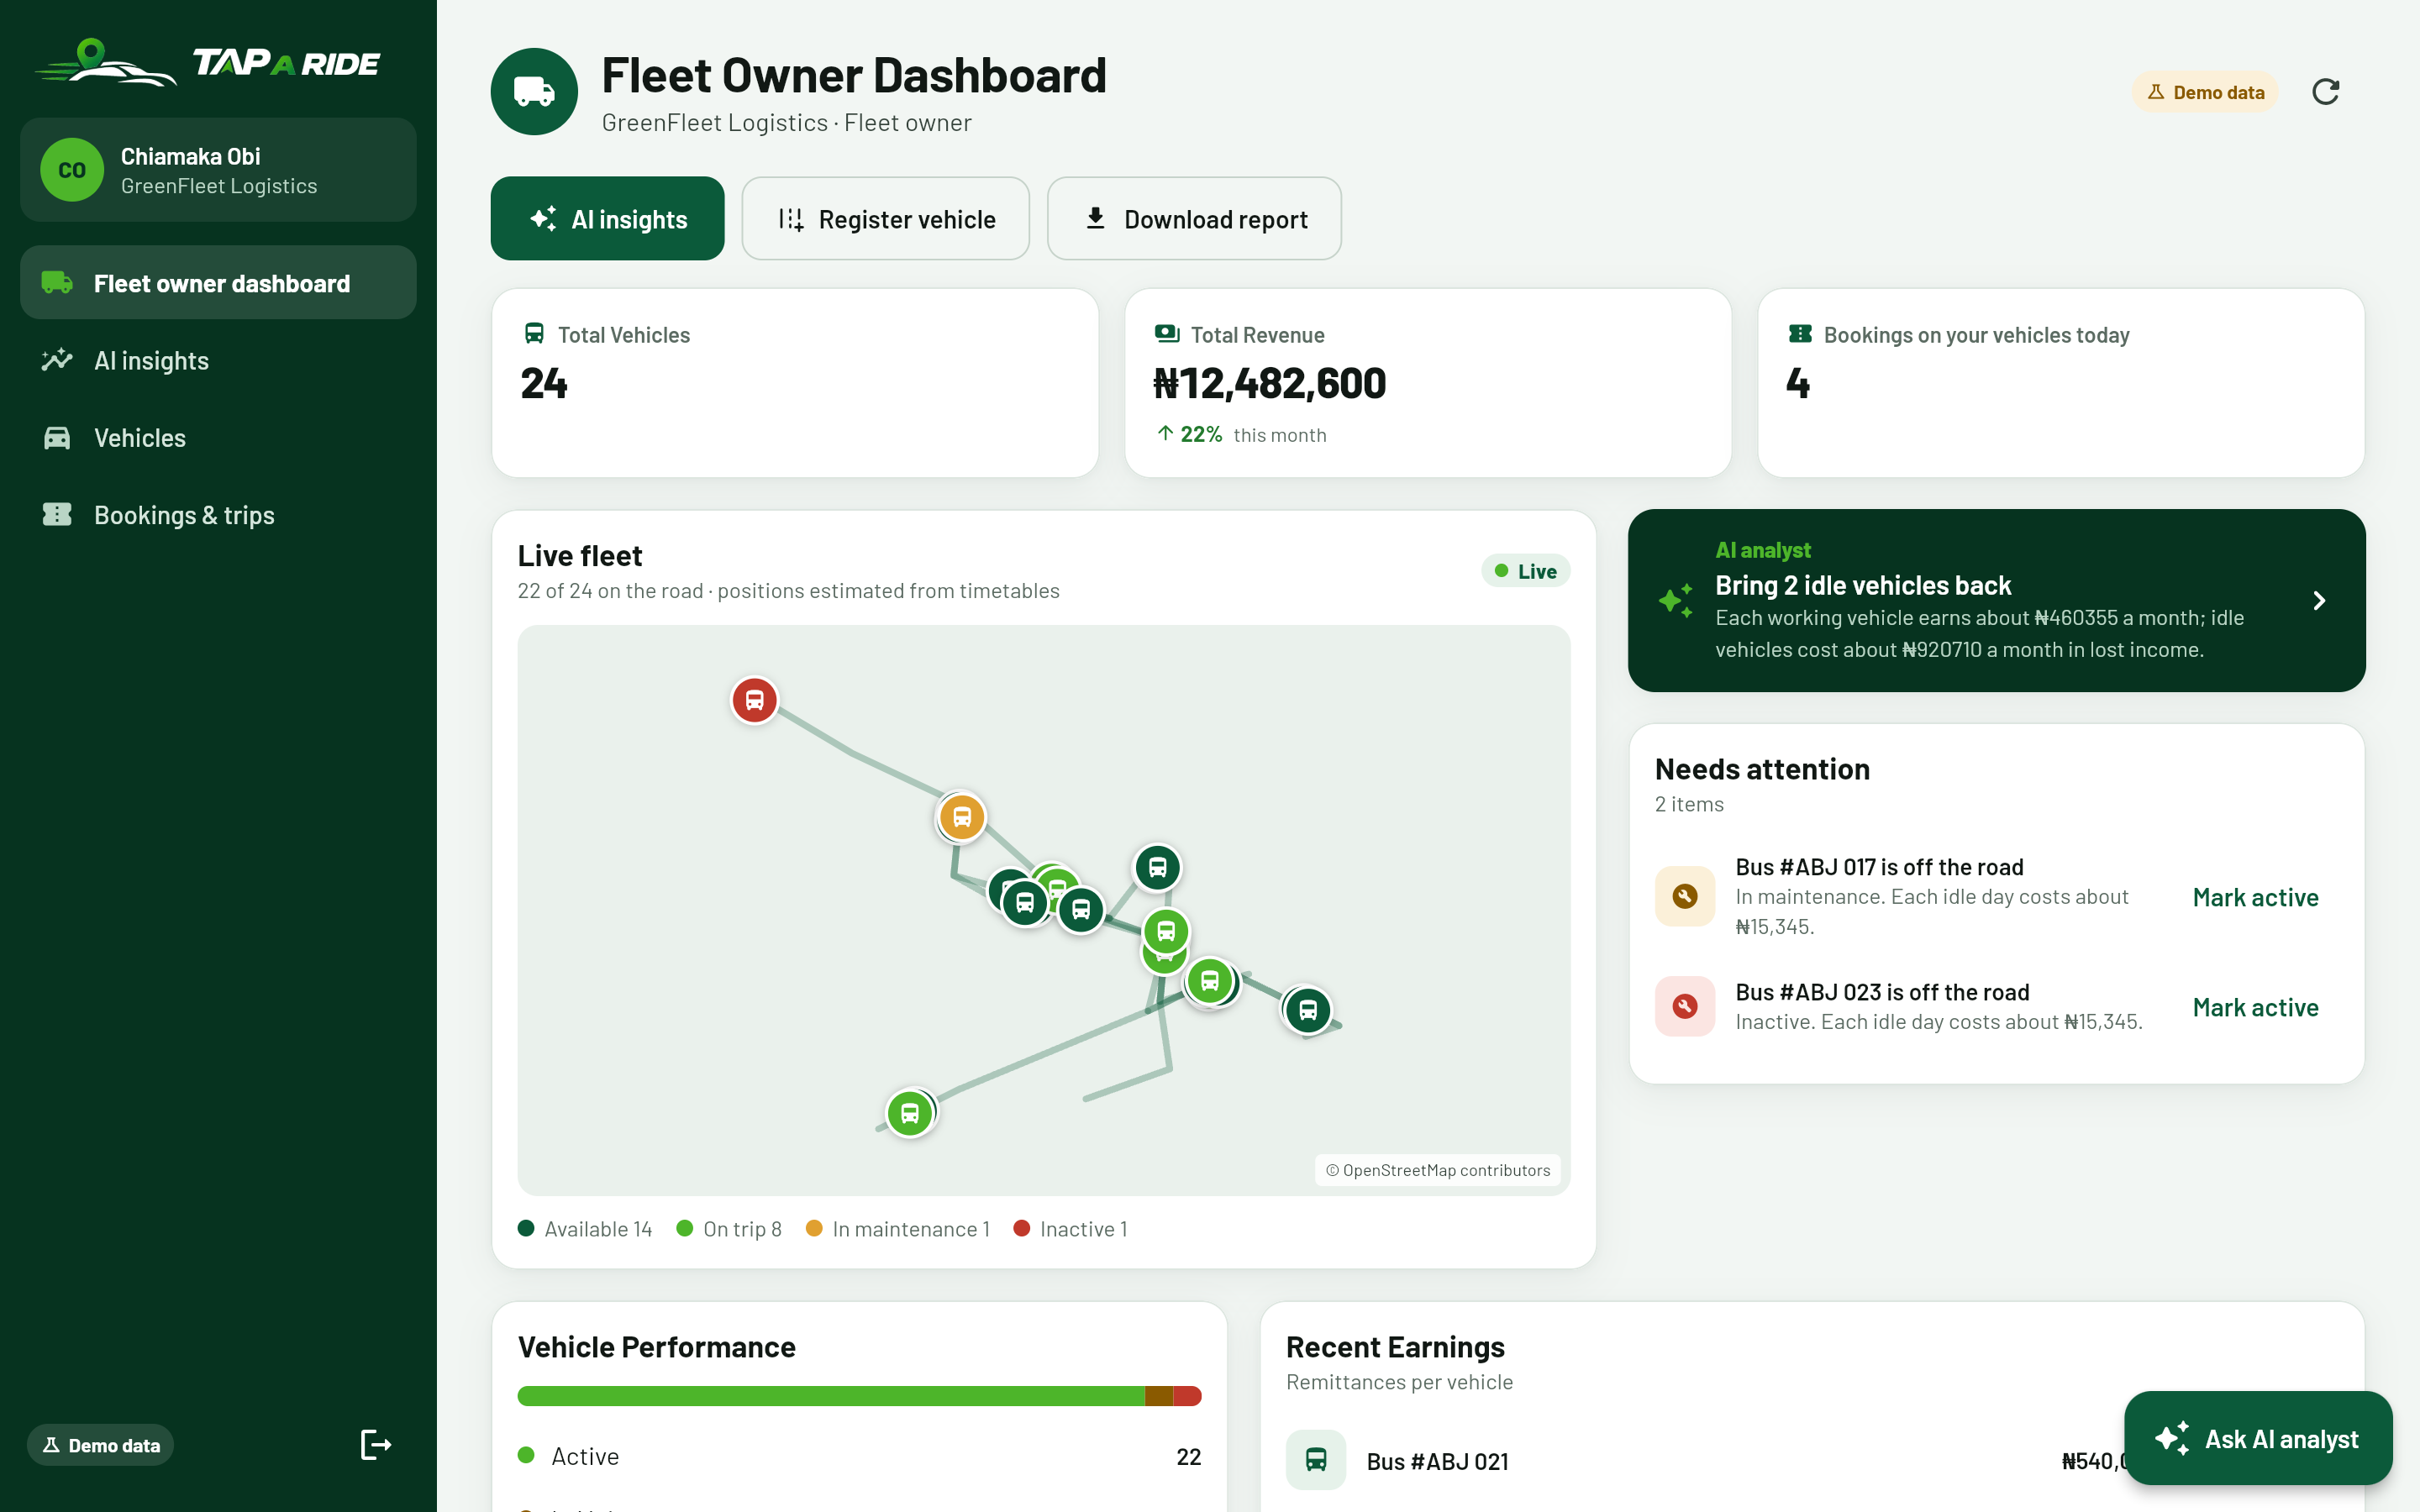 TAP A RIDE
CO
Chiamaka Obi
GreenFleet Logistics
Fleet owner dashboard
AI insights
Vehicles
Bookings & trips
Demo data
Fleet Owner Dashboard
GreenFleet Logistics · Fleet owner
Demo data
AI insights
Register vehicle
Download report
Total Vehicles
24
Total Revenue
₦12,482,600
↑ 22% this month
Bookings on your vehicles today
4
Live fleet
22 of 24 on the road · positions estimated from timetables
Live
© OpenStreetMap contributors
Available 14
On trip 8
In maintenance 1
Inactive 1
AI analyst
Bring 2 idle vehicles back
Each working vehicle earns about ₦460355 a month; idle
vehicles cost about ₦920710 a month in lost income.
Needs attention
2 items
Bus #ABJ 017 is off the road
In maintenance. Each idle day costs about
₦15,345.
Mark active
Bus #ABJ 023 is off the road
Inactive. Each idle day costs about ₦15,345.
Mark active
Vehicle Performance
Active
22
Recent Earnings
Remittances per vehicle
Bus #ABJ 021
Ask AI analyst